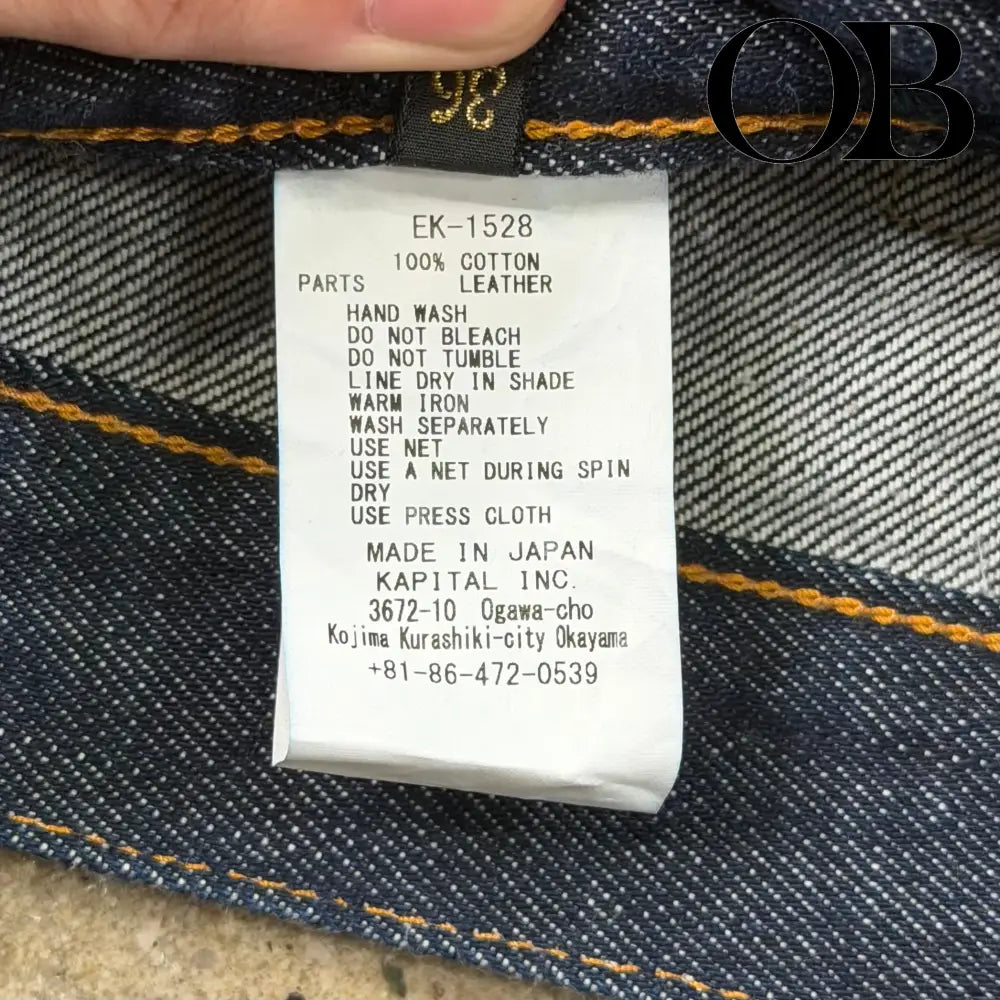 OB
36
EK-1528
100% COTTON
PARTS LEATHER
HAND WASH
DO NOT BLEACH
DO NOT TUMBLE
LINE DRY IN SHADE
WARM IRON
WASH SEPARATELY
USE NET
USE A NET DURING SPIN
DRY
USE PRESS CLOTH
MADE IN JAPAN
KAPITAL INC.
3672-10 Ogawa-cho
Kojima Kurashiki-city Okayama
+81-86-472-0539